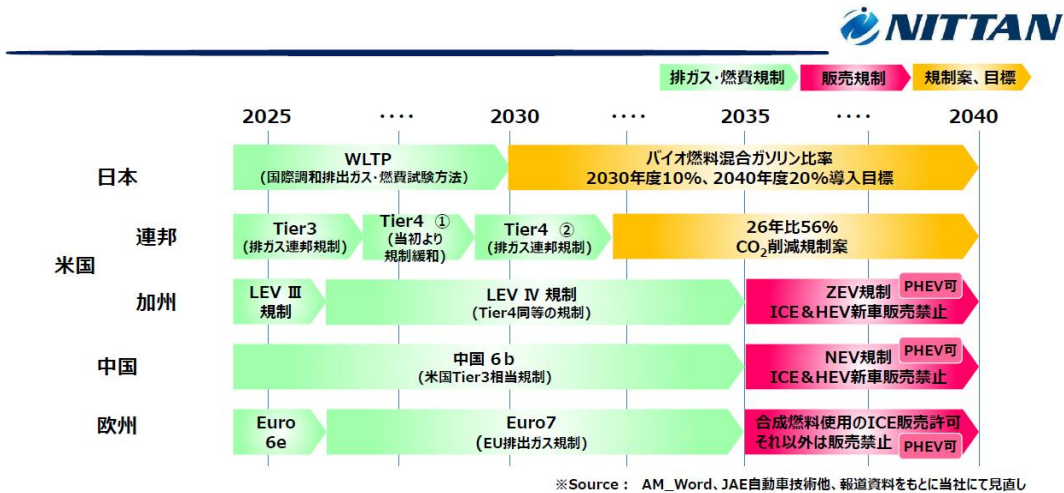 NITTAN
排ガス・燃費規制
販売規制
規制案、目標
2025
････
2030
････
2035
････
2040
日本
WLTP
(国際調和排出ガス・燃費試験方法)
バイオ燃料混合ガソリン比率
2030年度10%、2040年度20%導入目標
米国
連邦
Tier3
(排ガス連邦規制)
Tier4 ①
(当初より
規制緩和)
Tier4 ②
(排ガス連邦規制)
26年比56%
CO₂削減規制案
加州
LEV Ⅲ
規制
LEV Ⅳ 規制
(Tier4同等の規制)
ZEV規制
PHEV可
ICE&HEV新車販売禁止
中国
中国 6b
(米国Tier3相当規制)
NEV規制
PHEV可
ICE&HEV新車販売禁止
欧州
Euro
6e
Euro7
(EU排出ガス規制)
合成燃料使用のICE販売許可
それ以外は販売禁止
PHEV可
※Source : AM_Word、JAE自動車技術他、報道資料をもとに当社にて見直し